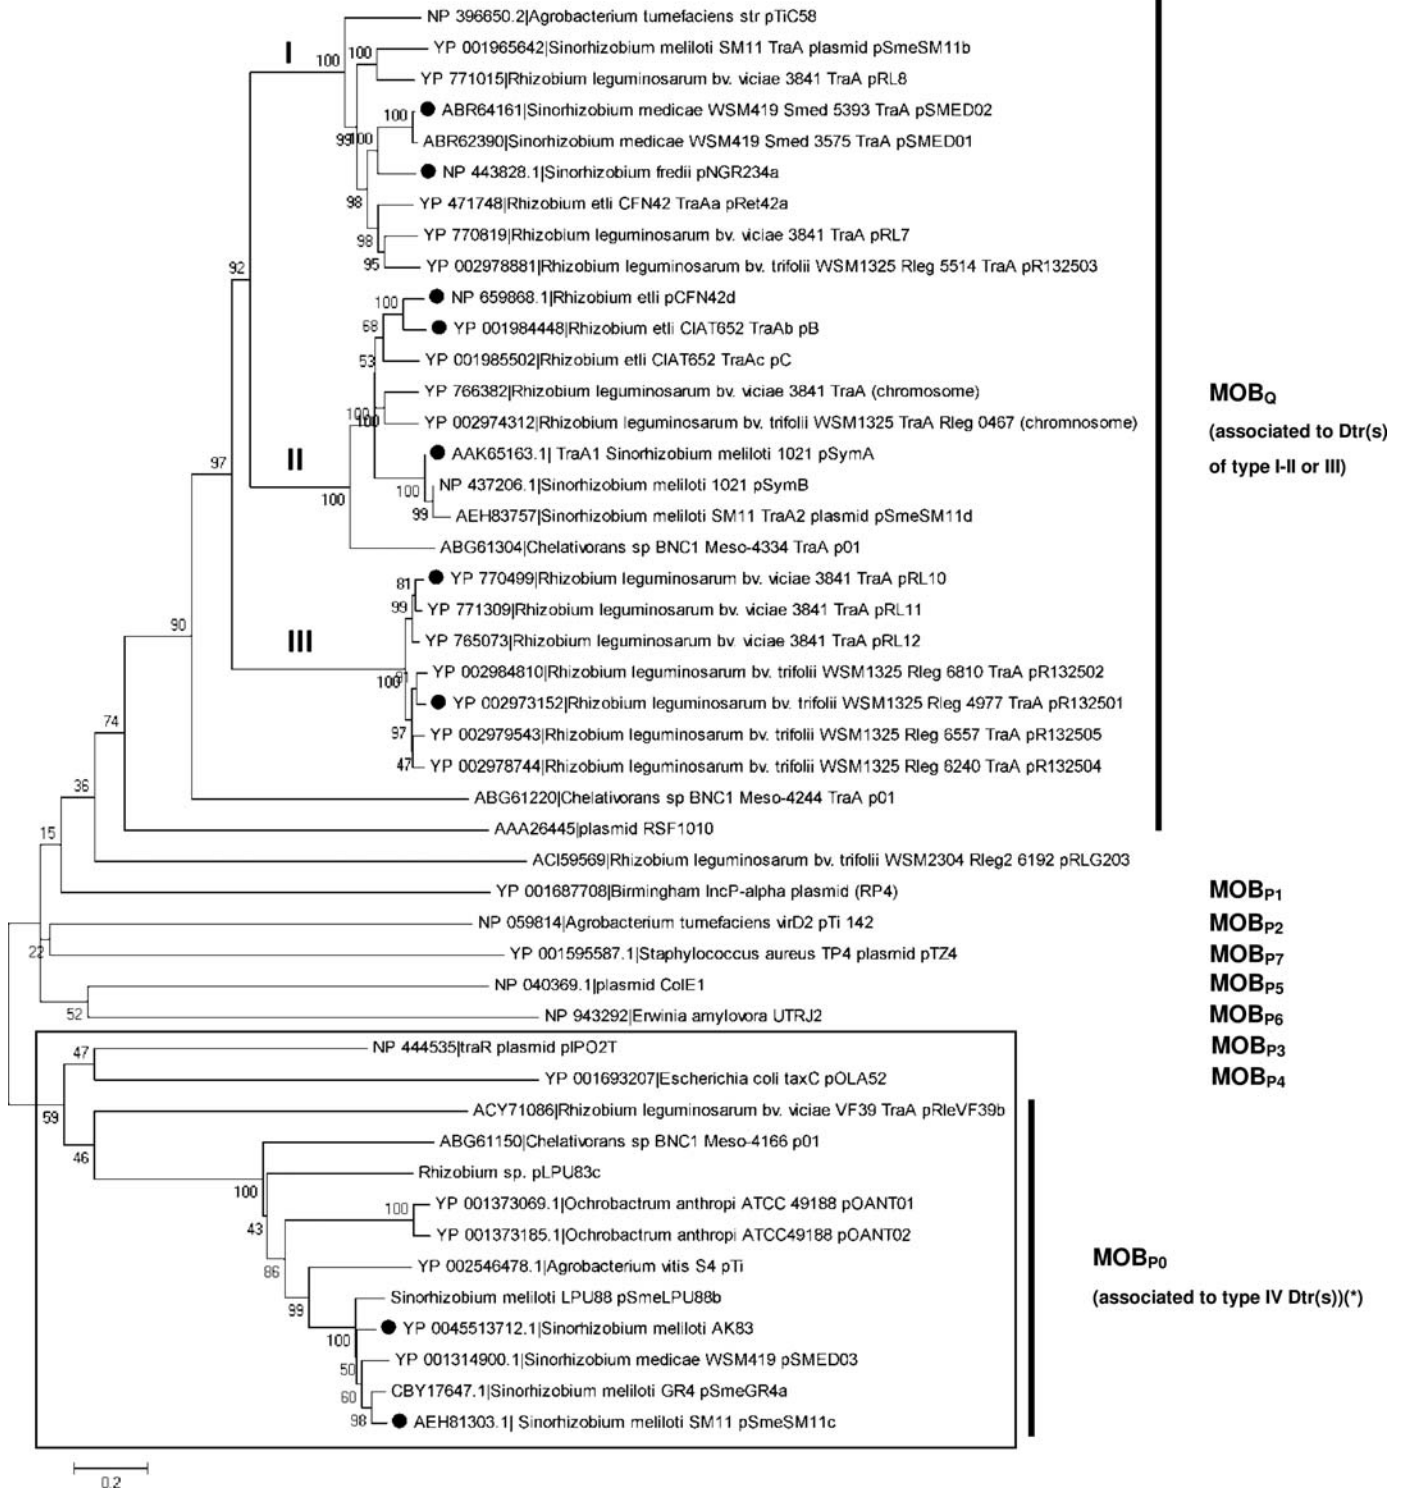 NP 396650.2|Agrobacterium tumefaciens str pTiC58
I
100
100
YP 001965642|Sinorhizobium meliloti SM11 TraA plasmid pSmeSM11b
YP 771015|Rhizobium leguminosarum bv. viciae 3841 TraA pRL8
100
ABR64161|Sinorhizobium medicae WSM419 Smed 5393 TraA pSMED02
99
100
ABR62390|Sinorhizobium medicae WSM419 Smed 3575 TraA pSMED01
NP 443828.1|Sinorhizobium fredii pNGR234a
98
YP 471748|Rhizobium etli CFN42 TraAa pRet42a
98
YP 770819|Rhizobium leguminosarum bv. viciae 3841 TraA pRL7
95
YP 002978881|Rhizobium leguminosarum bv. trifolii WSM1325 Rleg 5514 TraA pR132503
92
100
NP 659868.1|Rhizobium etli pCFN42d
68
YP 001984448|Rhizobium etli CIAT652 TraAb pB
53
YP 001985502|Rhizobium etli CIAT652 TraAc pC
YP 766382|Rhizobium leguminosarum bv. viciae 3841 TraA (chromosome)
MOBQ
100
100
YP 002974312|Rhizobium leguminosarum bv. trifolii WSM1325 TraA Rleg 0467 (chromnosome)
(associated to Dtr(s)
of type I-II or III)
97
II
AAK65163.1| TraA1 Sinorhizobium meliloti 1021 pSymA
100
100
NP 437206.1|Sinorhizobium meliloti 1021 pSymB
99
AEH83757|Sinorhizobium meliloti SM11 TraA2 plasmid pSmeSM11d
ABG61304|Chelativorans sp BNC1 Meso-4334 TraA p01
81
YP 770499|Rhizobium leguminosarum bv. viciae 3841 TraA pRL10
99
YP 771309|Rhizobium leguminosarum bv. viciae 3841 TraA pRL11
90
III
YP 765073|Rhizobium leguminosarum bv. viciae 3841 TraA pRL12
100
YP 002984810|Rhizobium leguminosarum bv. trifolii WSM1325 Rleg 6810 TraA pR132502
YP 002973152|Rhizobium leguminosarum bv. trifolii WSM1325 Rleg 4977 TraA pR132501
74
97
YP 002979543|Rhizobium leguminosarum bv. trifolii WSM1325 Rleg 6557 TraA pR132505
47
YP 002978744|Rhizobium leguminosarum bv. trifolii WSM1325 Rleg 6240 TraA pR132504
36
ABG61220|Chelativorans sp BNC1 Meso-4244 TraA p01
15
AAA26445|plasmid RSF1010
ACI59569|Rhizobium leguminosarum bv. trifolii WSM2304 Rleg2 6192 pRLG203
YP 001687708|Birmingham IncP-alpha plasmid (RP4)
MOBP1
NP 059814|Agrobacterium tumefaciens virD2 pTi 142
MOBP2
22
YP 001595587.1|Staphylococcus aureus TP4 plasmid pTZ4
MOBP7
NP 040369.1|plasmid ColE1
MOBP5
52
NP 943292|Erwinia amylovora UTRJ2
MOBP6
47
NP 444535|traR plasmid pIPO2T
MOBP3
YP 001693207|Escherichia coli taxC pOLA52
MOBP4
59
ACY71086|Rhizobium leguminosarum bv. viciae VF39 TraA pRleVF39b
46
ABG61150|Chelativorans sp BNC1 Meso-4166 p01
Rhizobium sp. pLPU83c
100
100
YP 001373069.1|Ochrobactrum anthropi ATCC 49188 pOANT01
43
YP 001373185.1|Ochrobactrum anthropi ATCC49188 pOANT02
86
YP 002546478.1|Agrobacterium vitis S4 pTi
MOBP0
99
Sinorhizobium meliloti LPU88 pSmeLPU88b
(associated to type IV Dtr(s))(*)
100
YP 0045513712.1|Sinorhizobium meliloti AK83
50
YP 001314900.1|Sinorhizobium medicae WSM419 pSMED03
60
CBY17647.1|Sinorhizobium meliloti GR4 pSmeGR4a
98
AEH81303.1| Sinorhizobium meliloti SM11 pSmeSM11c
0.2